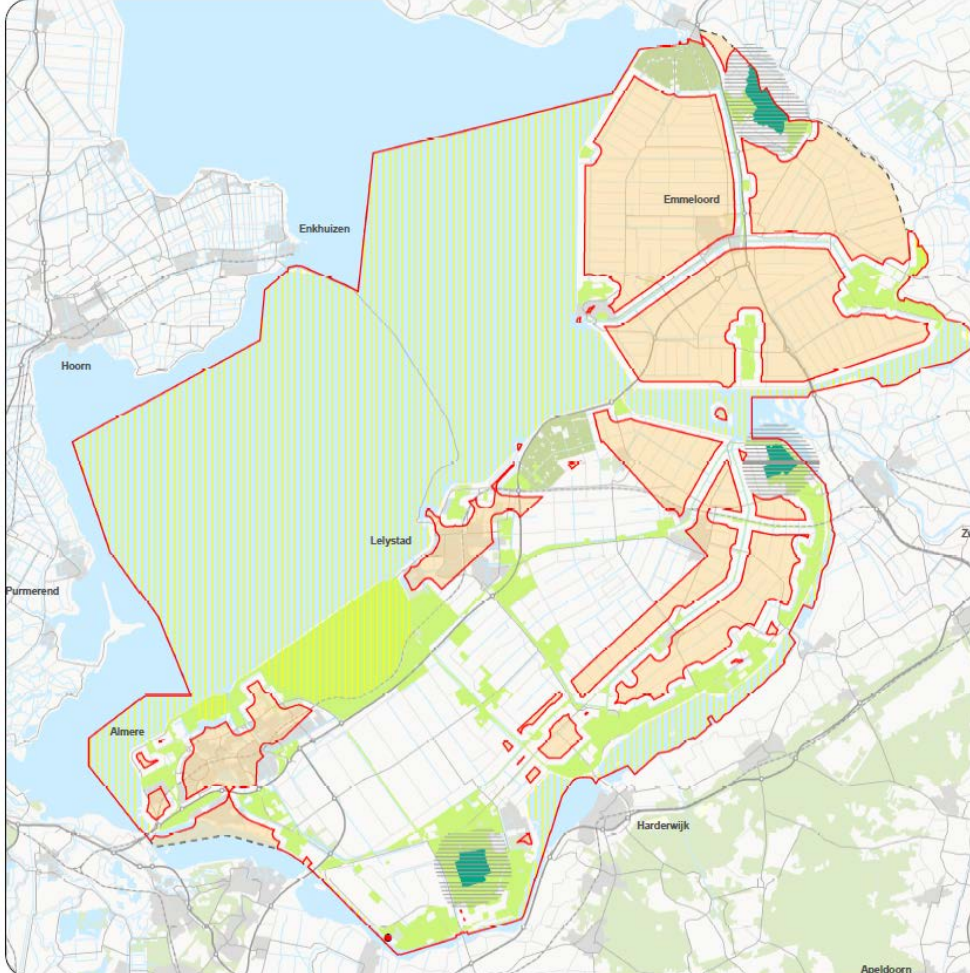 Emmeloord
Enkhuizen
Hoorn
Lelystad
Purmerend
Almere
Harderwijk
Apeldoorn